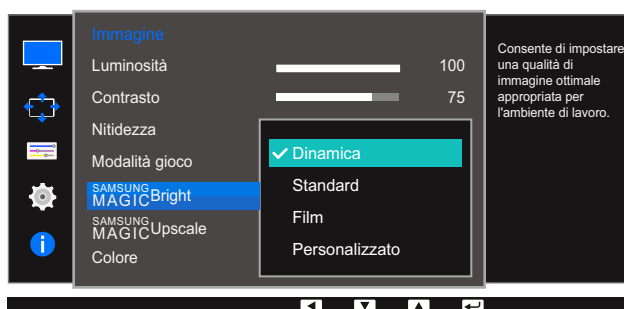 Immagine
Luminosità 100
Contrasto 75
Nitidezza
Modalità gioco
SAMSUNG
MAGICBright
SAMSUNG
MAGICUpscale
Colore
Dinamica
Standard
Film
Personalizzato
Consente di impostare
una qualità di
immagine ottimale
appropriata per
l'ambiente di lavoro.